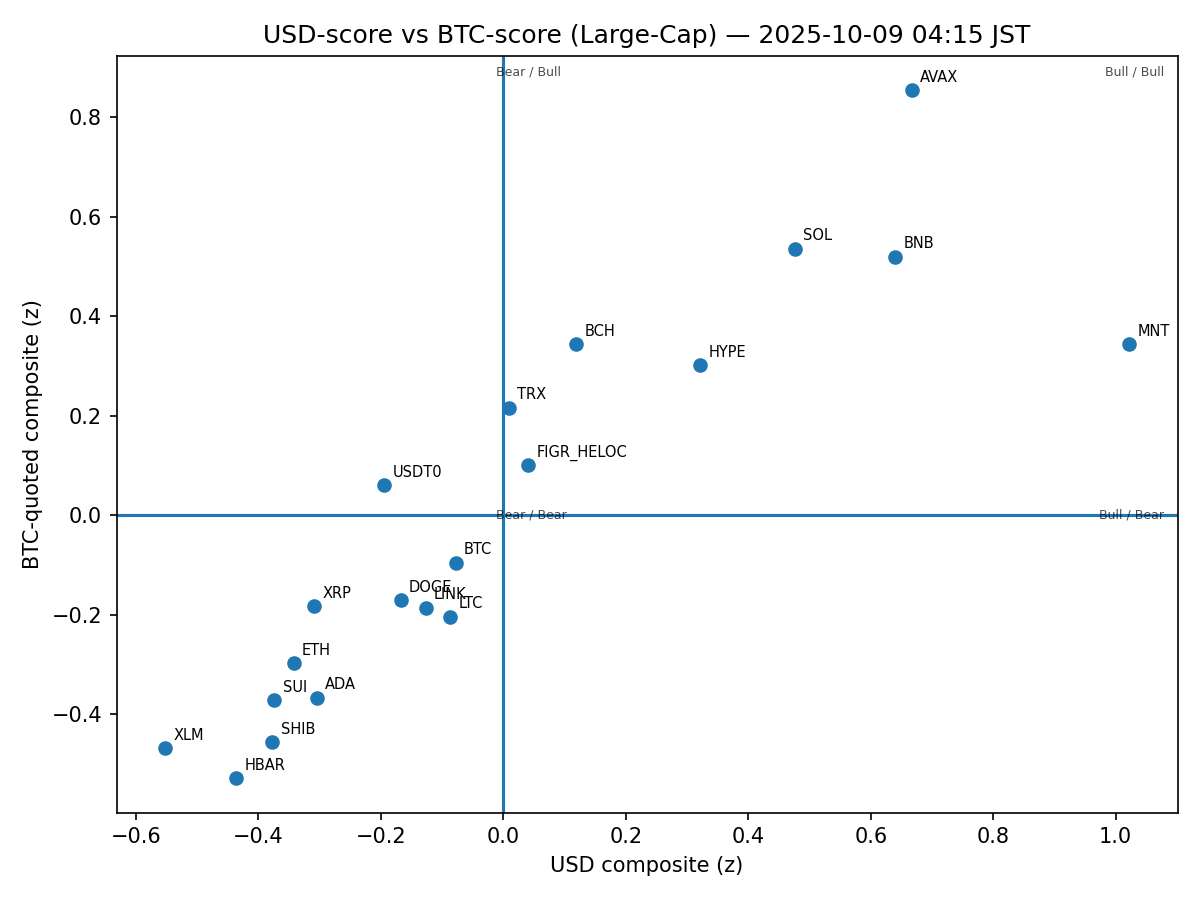 USD-score vs BTC-score (Large-Cap) — 2025-10-09 04:15 JST
Bear / Bull
Bull / Bull
AVAX
0.8
0.6
SOL
BNB
0.4
BCH
MNT
HYPE
TRX
0.2
FIGR_HELOC
USDT0
0.0
Bear / Bear
Bull / Bear
BTC
DOGE
LINK
XRP
LTC
−0.2
ETH
SUI
ADA
−0.4
XLM
SHIB
HBAR
BTC-quoted composite (z)
−0.6
−0.4
−0.2
0.0
0.2
0.4
0.6
0.8
1.0
USD composite (z)